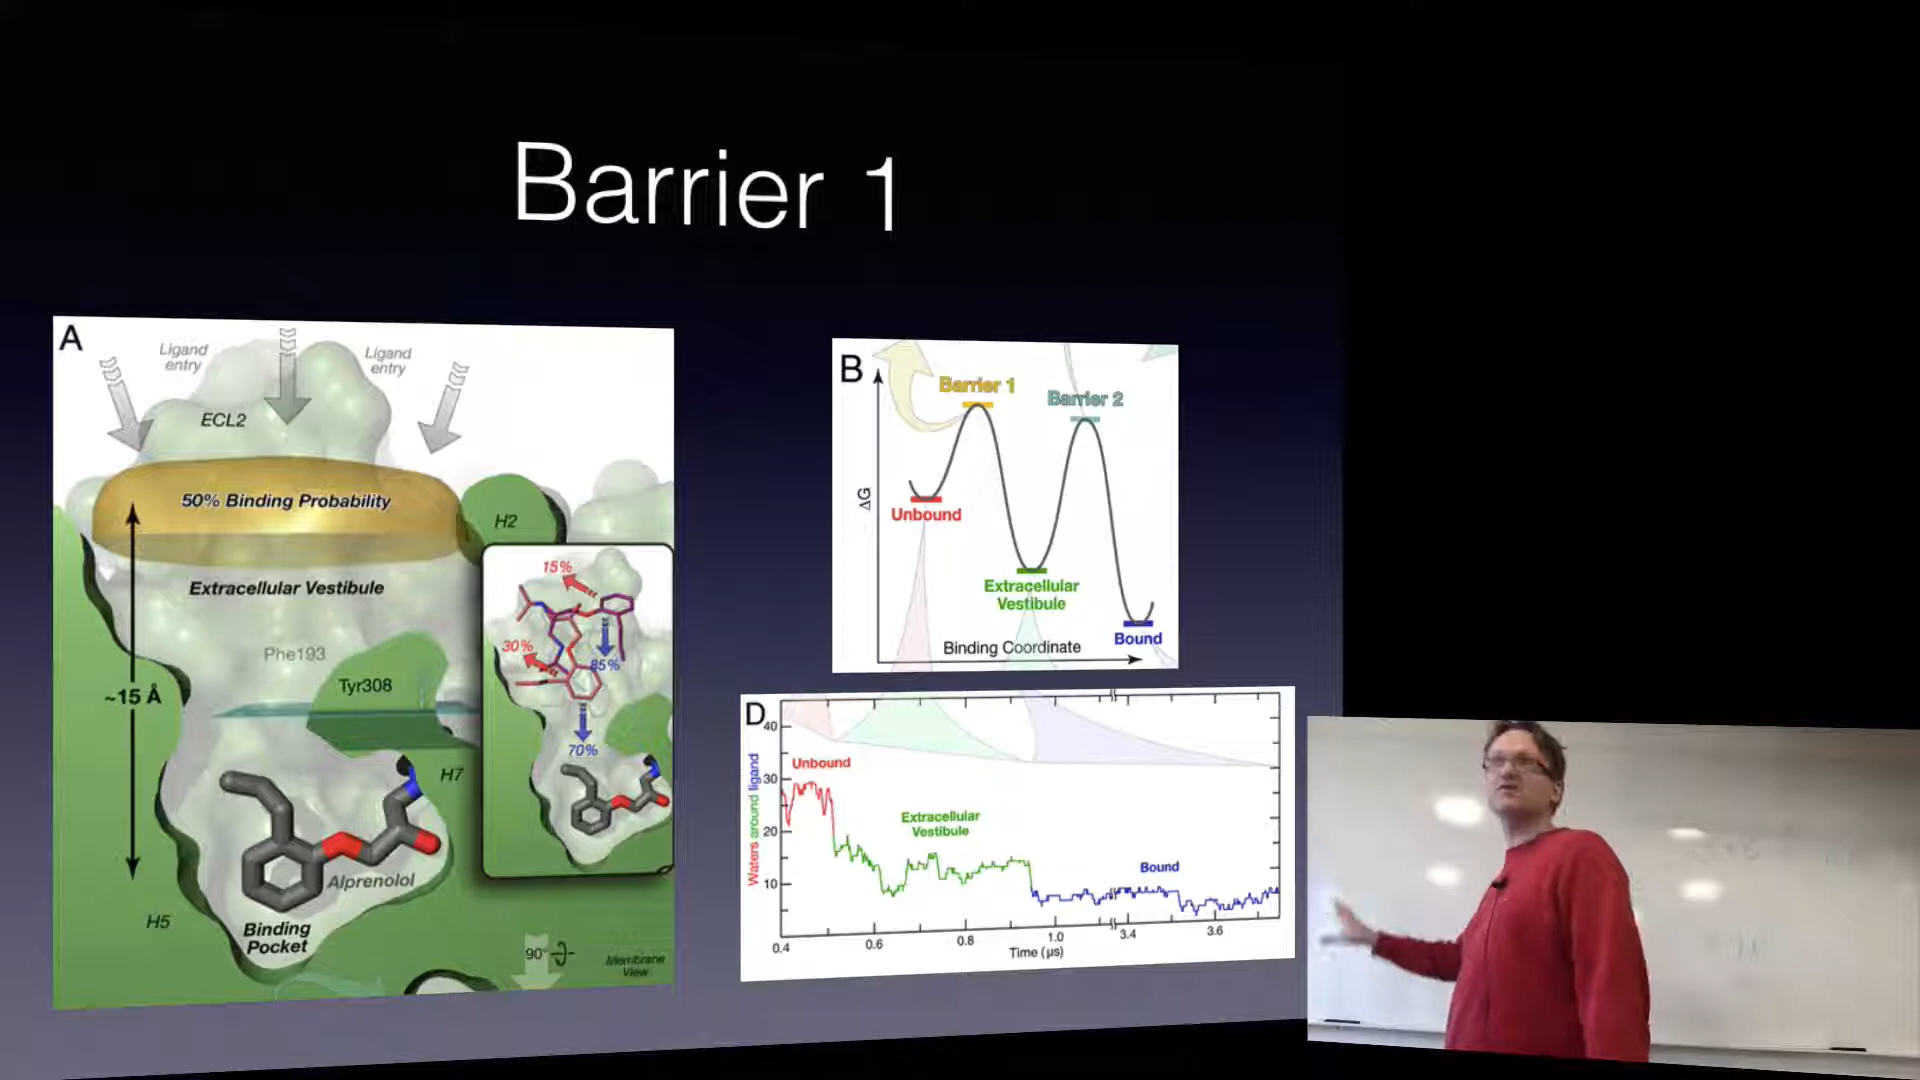 Barrier 1
A
Ligand
entry
Ligand
entry
ECL2
50% Binding Probability
H2
Extracellular Vestibule
Phe193
Tyr308
~15 Å
H7
Alprenolol
H5
Binding
Pocket
90°
Membrane
View
15%
30%
85%
70%
B
Barrier 1
Barrier 2
ΔG
Unbound
Extracellular
Vestibule
Bound
Binding Coordinate
D
Waters around ligand
40
30
20
10
Unbound
Extracellular
Vestibule
Bound
0.4 0.6 0.8 1.0 3.4 3.6
Time (µs)